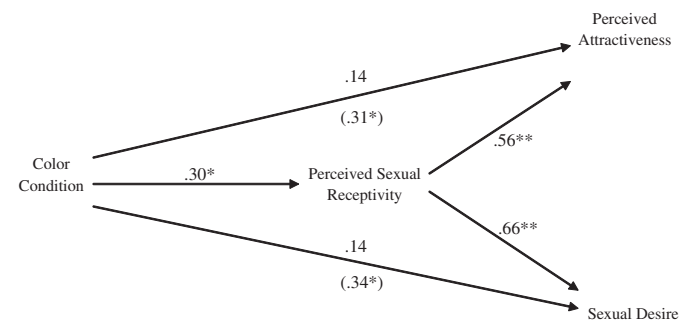 Perceived
Attractiveness
.14
(.31*)
.56**
Color
Condition
.30*
Perceived Sexual
Receptivity
.66**
.14
(.34*)
Sexual Desire